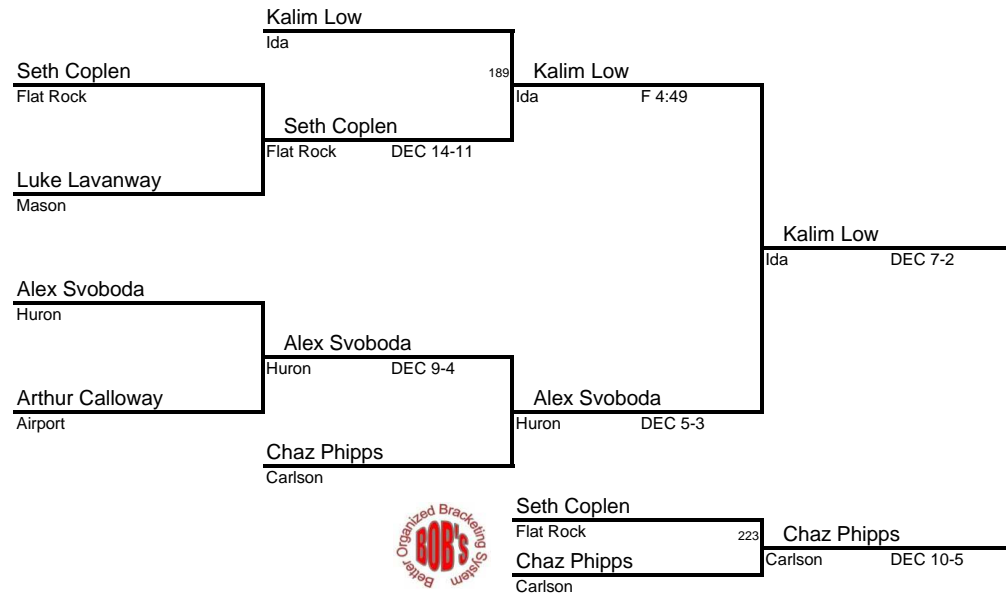 Kalim Low
Ida
Seth Coplen
189 Kalim Low
Flat Rock
Ida F 4:49
Seth Coplen
Flat Rock DEC 14-11
Luke Lavanway
Mason
Kalim Low
Ida DEC 7-2
Alex Svoboda
Huron
Alex Svoboda
Huron DEC 9-4
Arthur Calloway
Alex Svoboda
Airport
Huron DEC 5-3
Chaz Phipps
Carlson
Seth Coplen
Flat Rock
223 Chaz Phipps
Chaz Phipps
Carlson DEC 10-5
Carlson
Better Organized Bracketing System
BOB'S